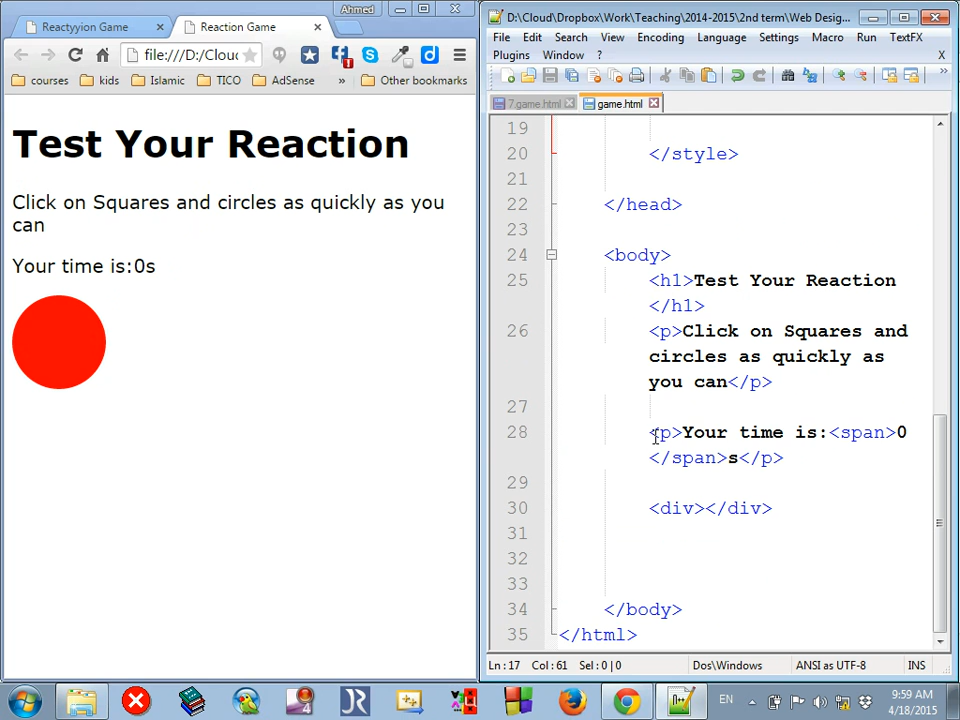 Ahmed
Reactyyion Game
Reaction Game
file:///D:/Clouc
courses
kids
Islamic
TICO
AdSense
»
Other bookmarks
Test Your Reaction
Click on Squares and circles as quickly as you
can
Your time is:0s
D:\Cloud\Dropbox\Work\Teaching\2014-2015\2nd term\Web Desig...
File Edit Search View Encoding Language Settings Macro Run TextFX
Plugins Window ? X
7.game.html
game.html
19
20 </style>
21
22 </head>
23
24 <body>
25 <h1>Test Your Reaction
</h1>
26 <p>Click on Squares and
circles as quickly as
you can</p>
27
28 <p>Your time is:<span>0
</span>s</p>
29
30 <div></div>
31
32
33
34 </body>
35 </html>
Ln:17 Col:61 Sel:0|0 Dos\Windows ANSI as UTF-8 INS
EN
9:59 AM
4/18/2015